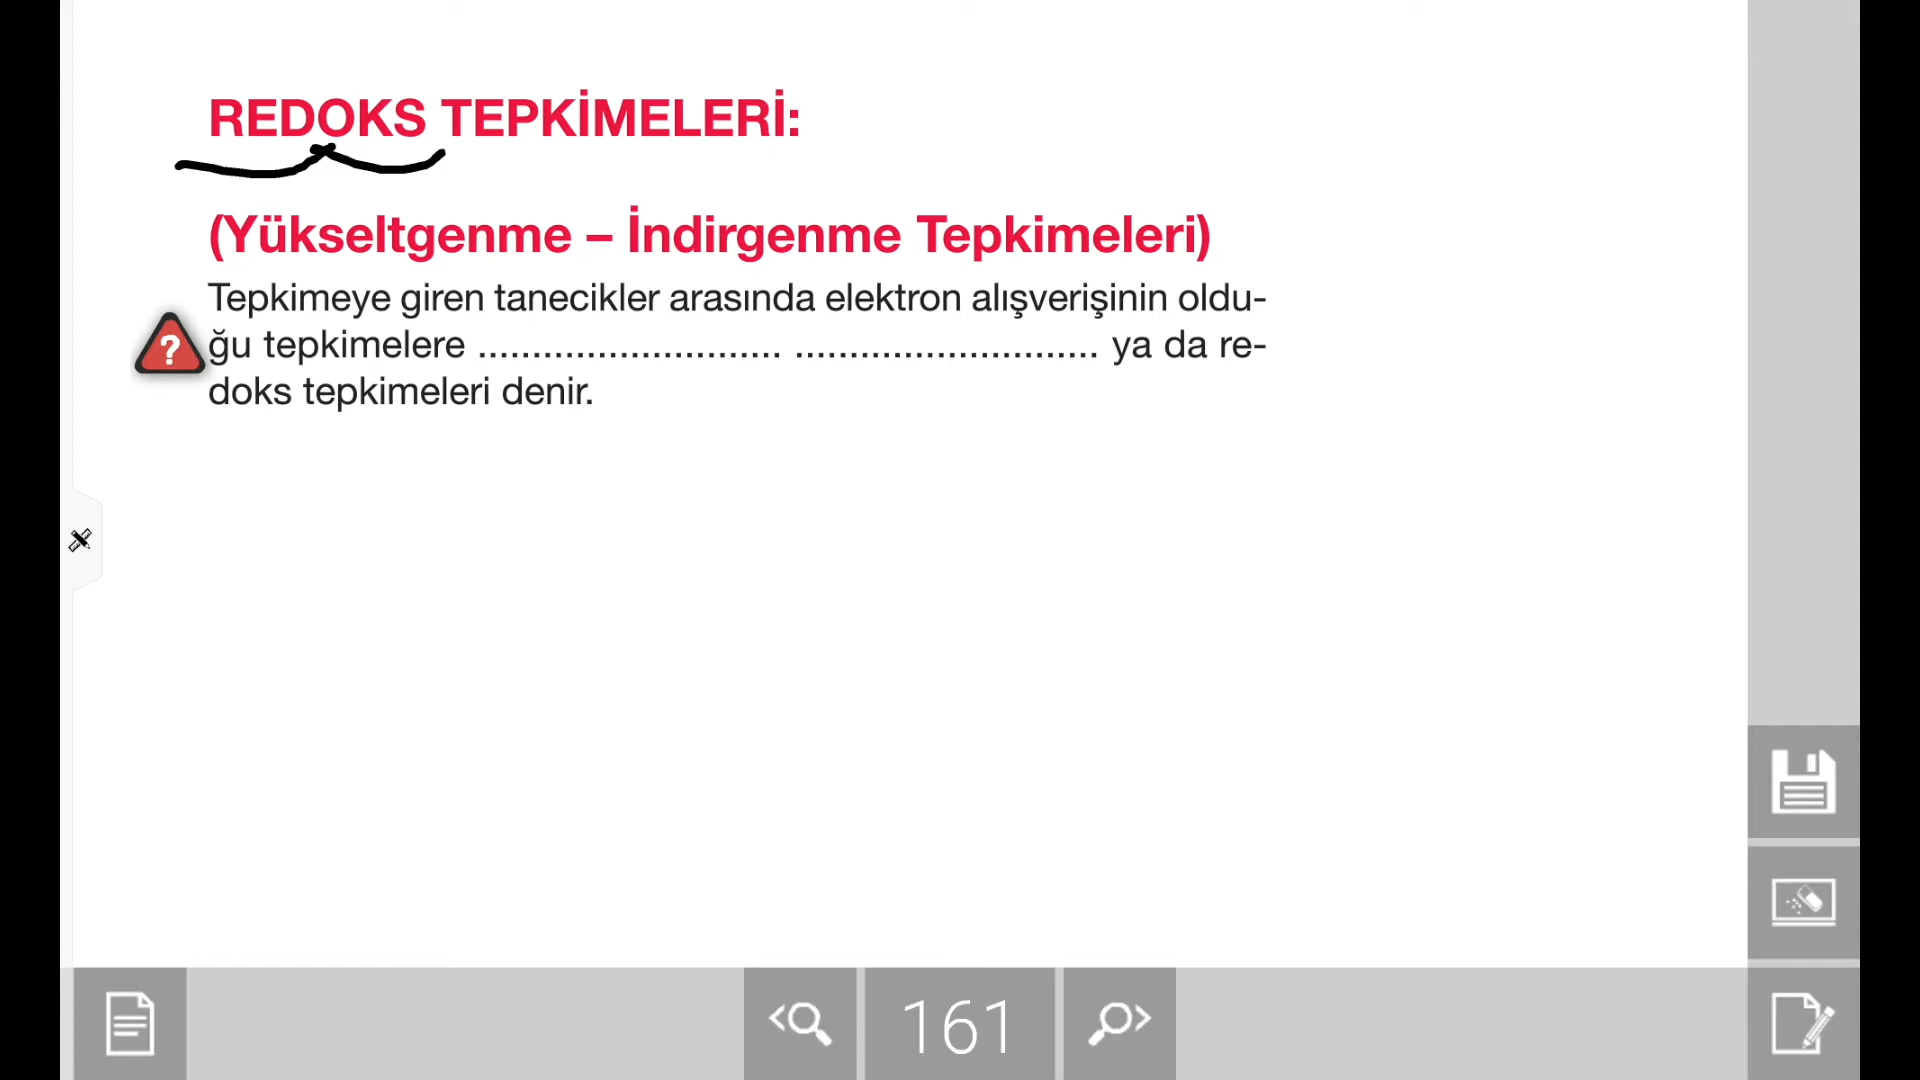 REDOKS TEPKİMELERİ:
(Yükseltgenme – İndirgenme Tepkimeleri)
Tepkimeye giren tanecikler arasında elektron alışverişinin oldu-
ğu tepkimelere ............................ ............................ ya da re-
doks tepkimeleri denir.
?
161